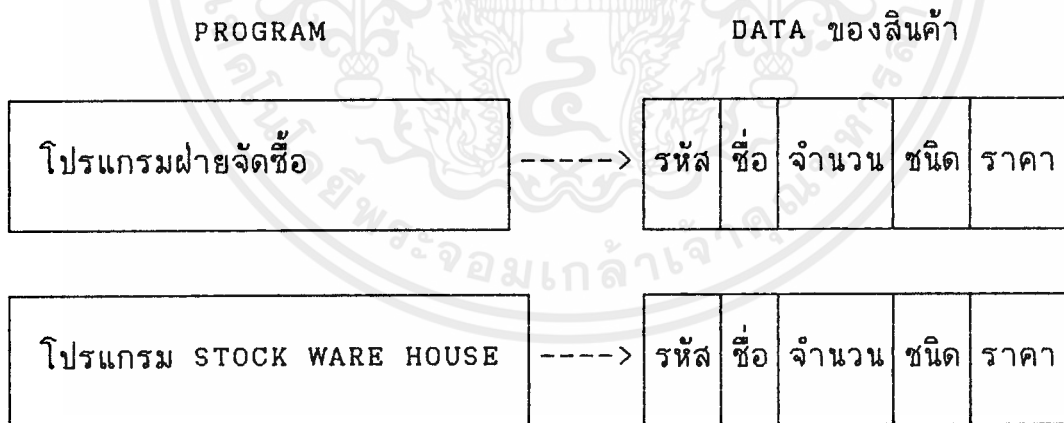 PROGRAM DATA ของสินค้า
โปรแกรมฝ่ายจัดซื้อ -----> รหัส ชื่อ จำนวน ชนิด ราคา
โปรแกรม STOCK WARE HOUSE ----> รหัส ชื่อ จำนวน ชนิด ราคา